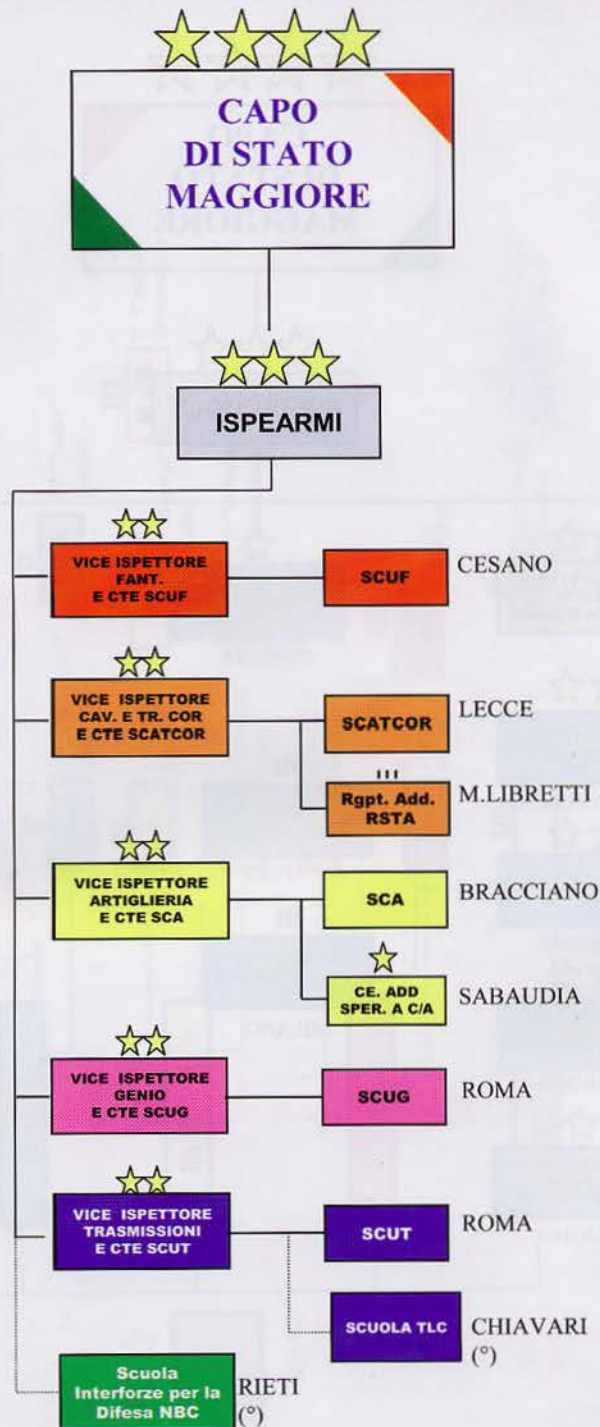 CAPO
DI STATO
MAGGIORE
ISPEARMI
VICE ISPETTORE
FANT.
E CTE SCUF
SCUF
CESANO
VICE ISPETTORE
CAV. E TR. COR
E CTE SCATCOR
SCATCOR
LECCE
III
Rgpt. Add.
RSTA
M.LIBRETTI
VICE ISPETTORE
ARTIGLIERIA
E CTE SCA
SCA
BRACCIANO
CE. ADD
SPER. A C/A
SABAUDIA
VICE ISPETTORE
GENIO
E CTE SCUG
SCUG
ROMA
VICE ISPETTORE
TRASMISSIONI
E CTE SCUT
SCUT
ROMA
SCUOLA TLC
CHIAVARI
(°)
Scuola
Interforze per la
Difesa NBC
RIETI
(°)